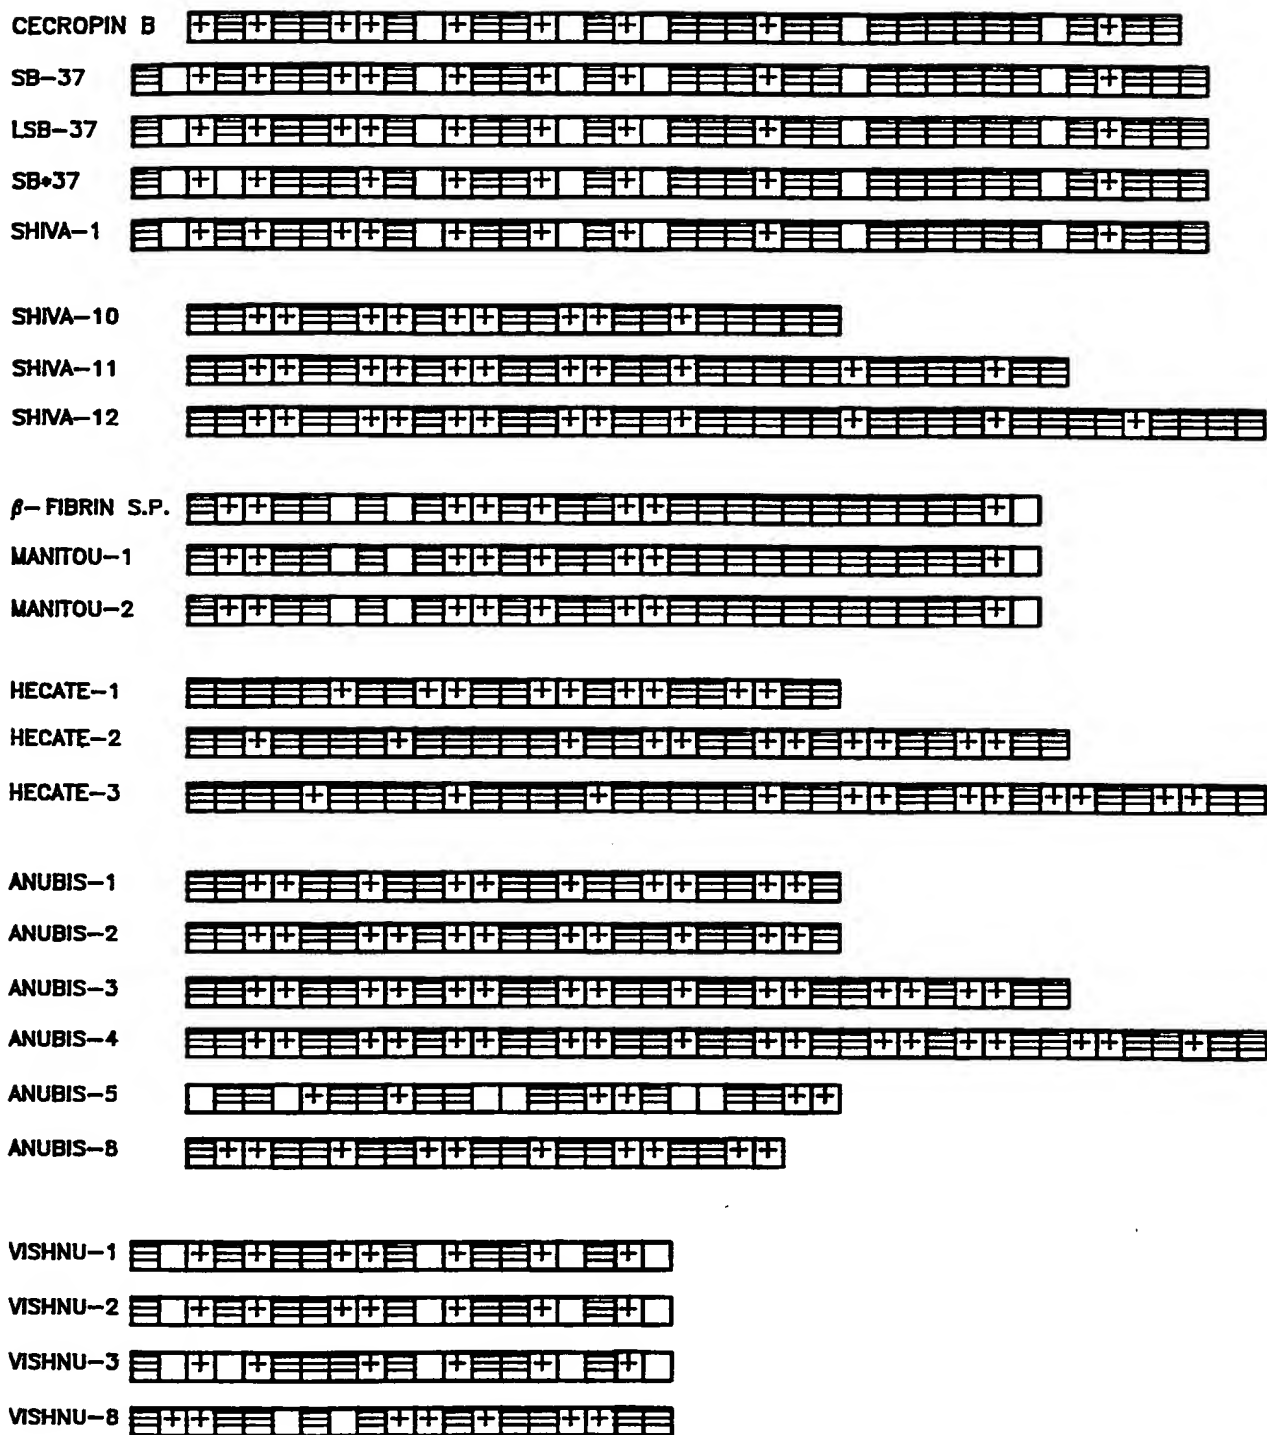 CECROPIN B
SB-37
LSB-37
SB*37
SHIVA-1
SHIVA-10
SHIVA-11
SHIVA-12
β-FIBRIN S.P.
MANITOU-1
MANITOU-2
HECATE-1
HECATE-2
HECATE-3
ANUBIS-1
ANUBIS-2
ANUBIS-3
ANUBIS-4
ANUBIS-5
ANUBIS-8
VISHNU-1
VISHNU-2
VISHNU-3
VISHNU-8